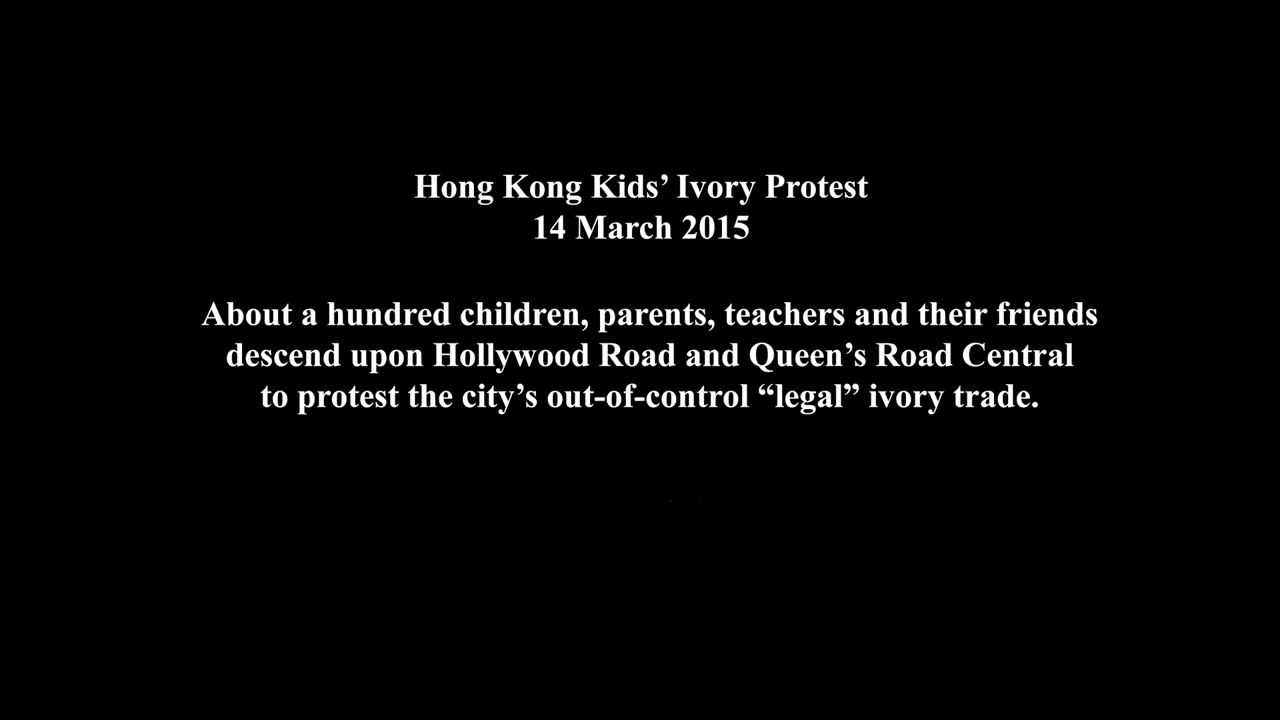 Hong Kong Kids’ Ivory Protest
14 March 2015
About a hundred children, parents, teachers and their friends
descend upon Hollywood Road and Queen’s Road Central
to protest the city’s out-of-control “legal” ivory trade.